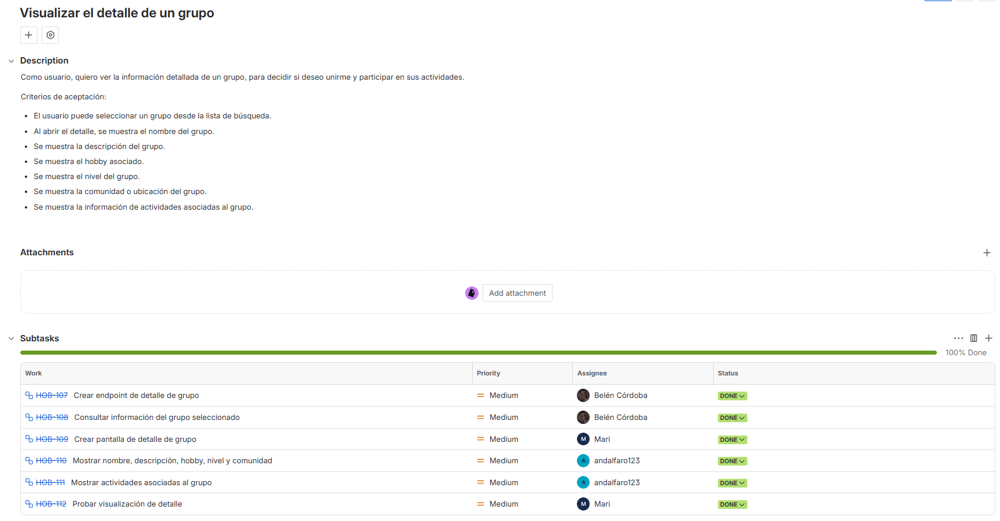 Visualizar el detalle de un grupo
Description
Como usuario, quiero ver la información detallada de un grupo, para decidir si deseo unirme y participar en sus actividades.
Criterios de aceptación:
El usuario puede seleccionar un grupo desde la lista de búsqueda.
Al abrir el detalle, se muestra el nombre del grupo.
Se muestra la descripción del grupo.
Se muestra el hobby asociado.
Se muestra el nivel del grupo.
Se muestra la comunidad o ubicación del grupo.
Se muestra la información de actividades asociadas al grupo.
Attachments
Add attachment
Subtasks
100% Done
Work Priority Assignee Status
HOB-107 Crear endpoint de detalle de grupo Medium Belén Córdoba DONE
HOB-108 Consultar información del grupo seleccionado Medium Belén Córdoba DONE
HOB-109 Crear pantalla de detalle de grupo Medium M Mari DONE
HOB-110 Mostrar nombre, descripción, hobby, nivel y comunidad Medium A andalfaro123 DONE
HOB-111 Mostrar actividades asociadas al grupo Medium A andalfaro123 DONE
HOB-112 Probar visualización de detalle Medium M Mari DONE